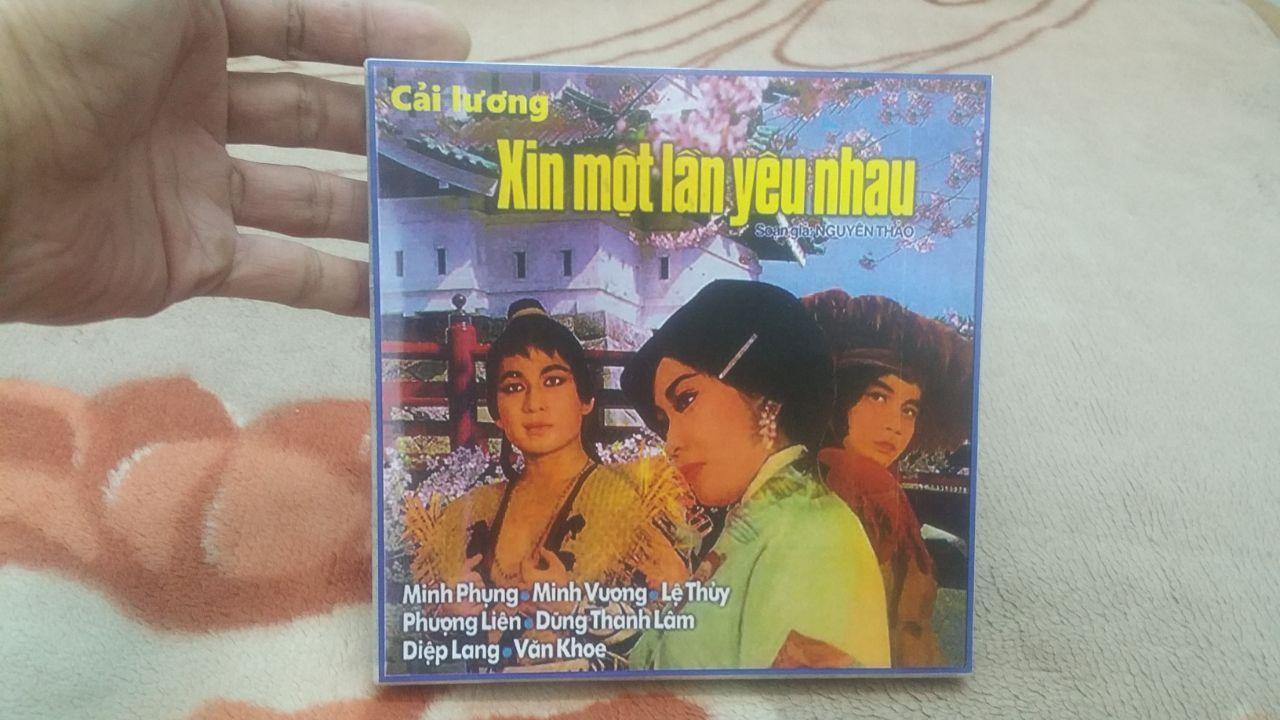 Cải lương
Xin một lần yêu nhau
Soạn giả: NGUYÊN THẢO
Minh Phụng • Minh Vương • Lệ Thủy
Phượng Liên • Dũng Thanh Lâm
Diệp Lang • Văn Khoe